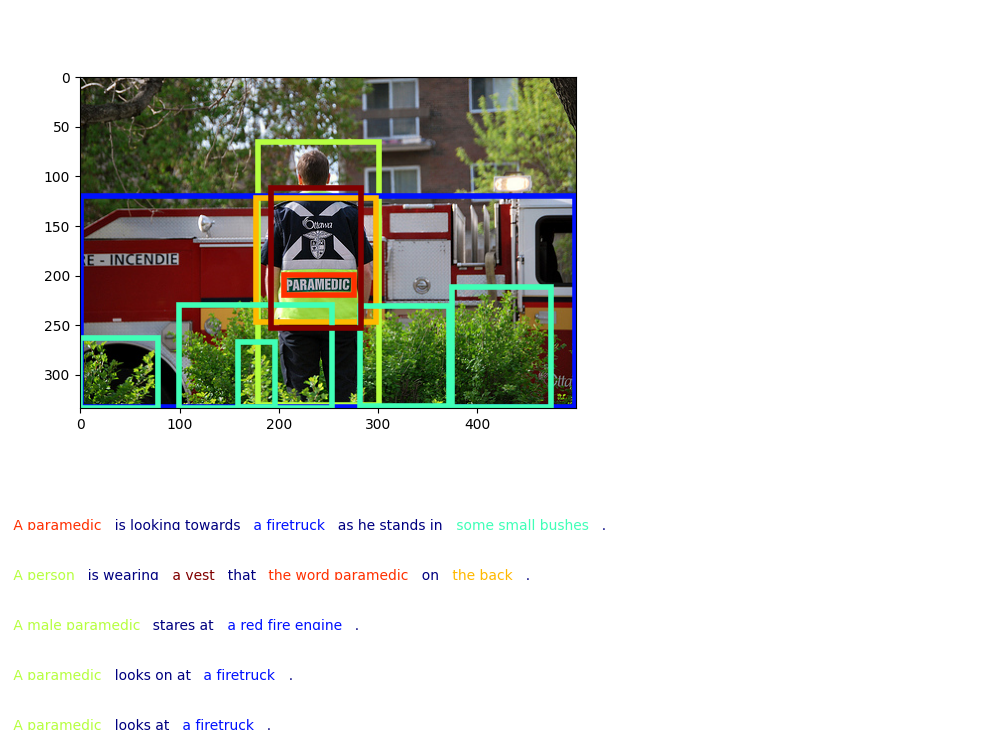 0
50
100
150
200
250
300
0 100 200 300 400
Ottawa
RE - INCENDIE
PARAMEDIC
A paramedic is looking towards a firetruck as he stands in some small bushes .
A person is wearing a vest that the word paramedic on the back .
A male paramedic stares at a red fire engine .
A paramedic looks on at a firetruck .
A paramedic looks at a firetruck .